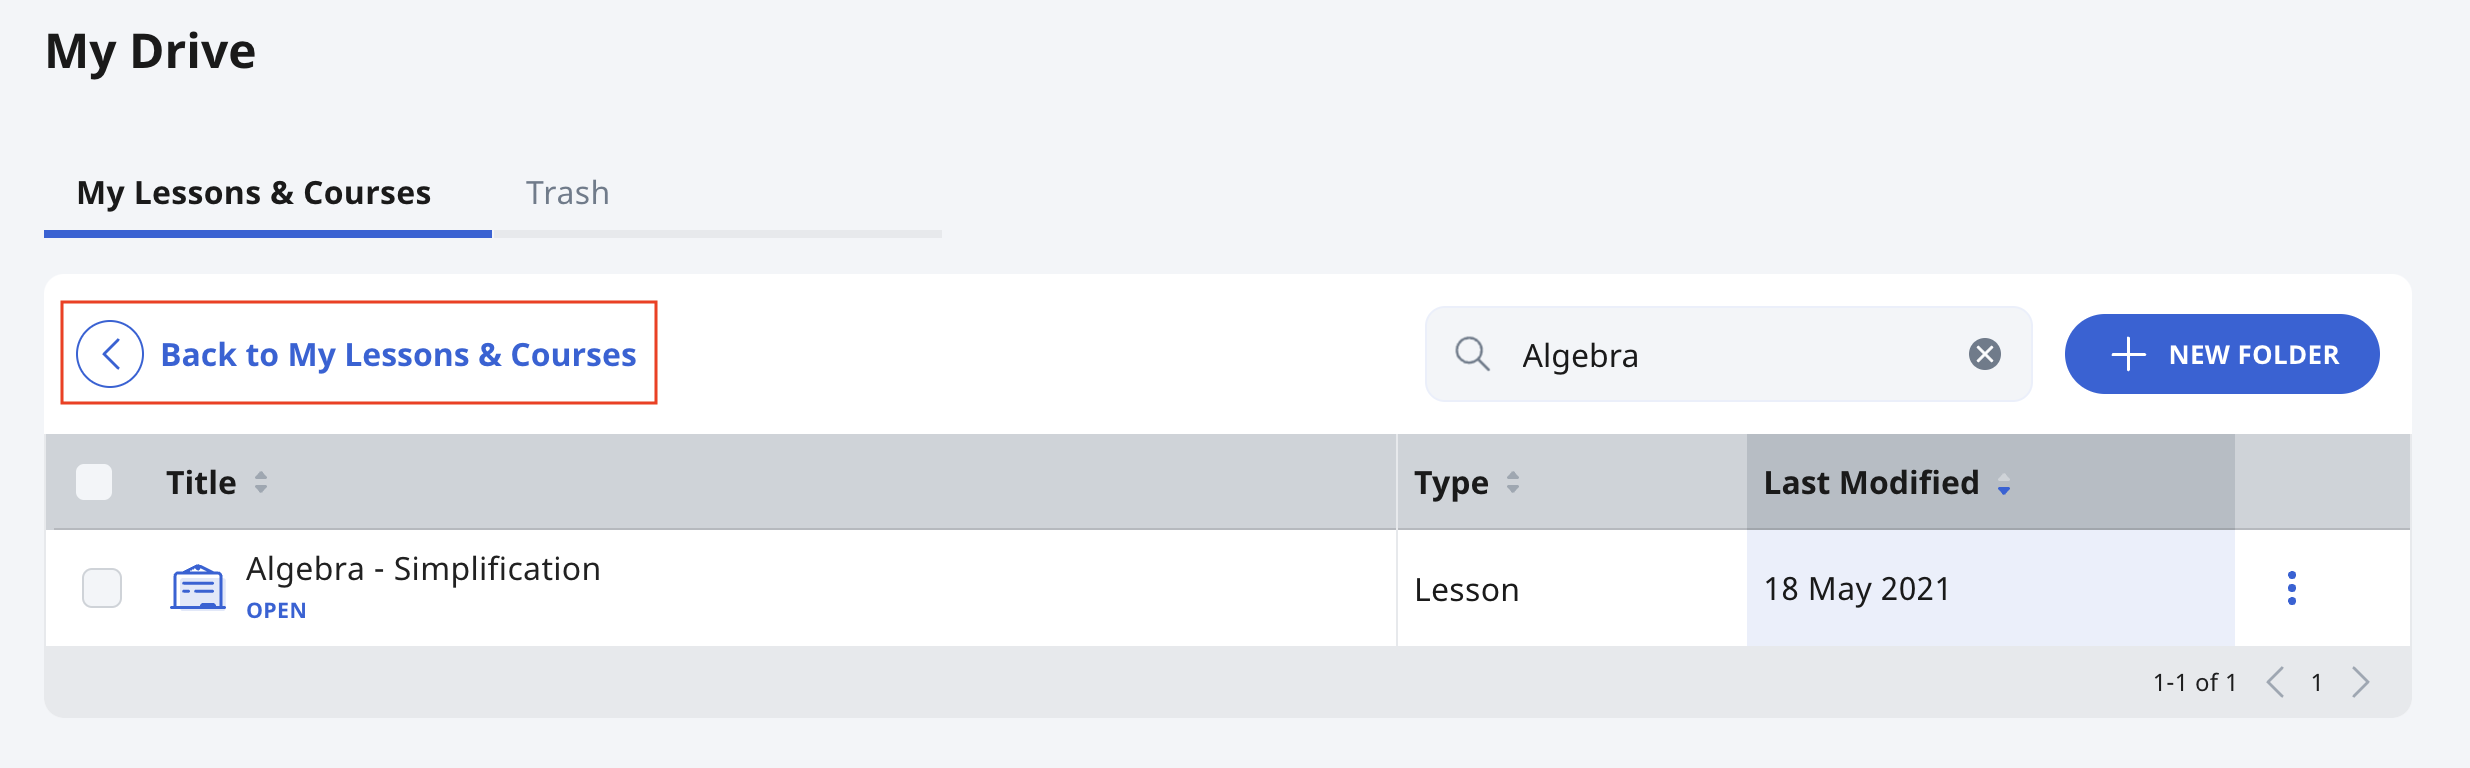 My Drive
My Lessons & Courses
Trash
Back to My Lessons & Courses
Algebra
NEW FOLDER
Title
Type
Last Modified
Algebra - Simplification
OPEN
Lesson
18 May 2021
1-1 of 1
1